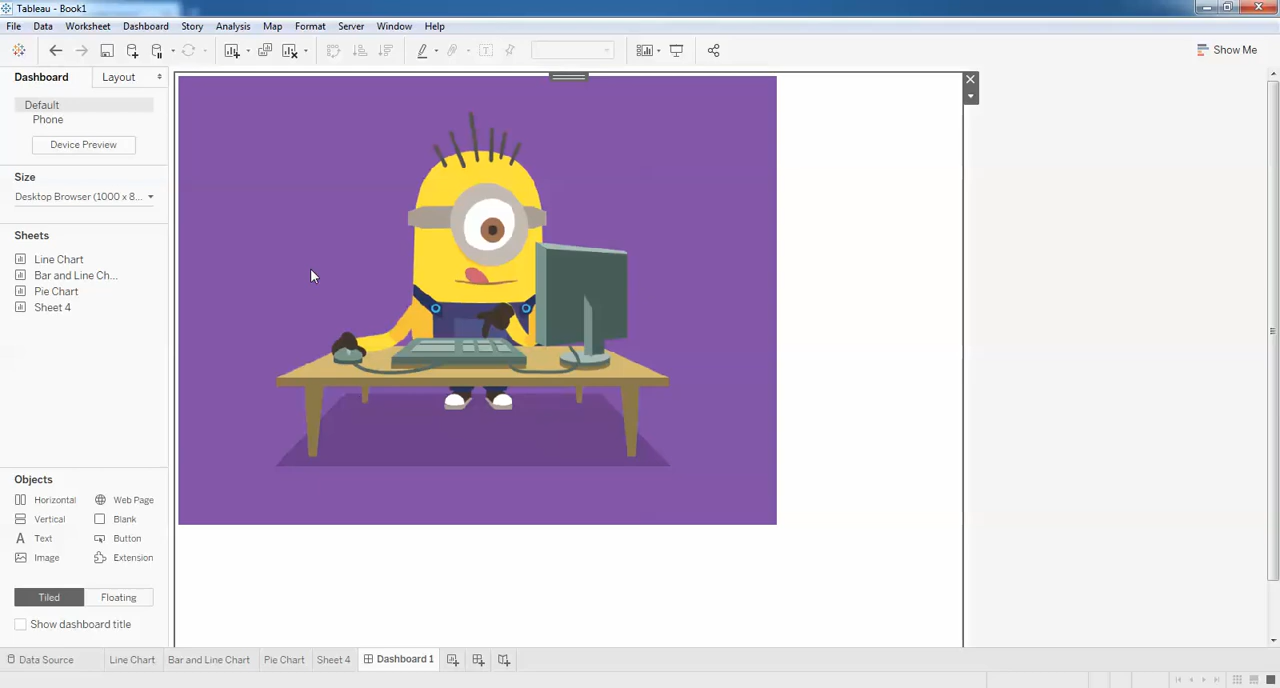 Tableau - Book1
File Data Worksheet Dashboard Story Analysis Map Format Server Window Help
Show Me
Dashboard Layout
Default
Phone
Device Preview
Size
Desktop Browser (1000 x 8...
Sheets
Line Chart
Bar and Line Ch...
Pie Chart
Sheet 4
Objects
Horizontal Web Page
Vertical Blank
A Text Button
Image Extension
Tiled Floating
Show dashboard title
Data Source Line Chart Bar and Line Chart Pie Chart Sheet 4 Dashboard 1